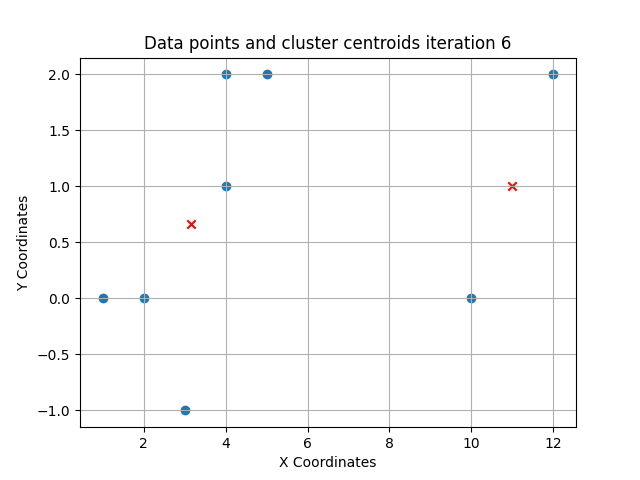 Data points and cluster centroids iteration 6
2.0
1.5
1.0
0.5
0.0
−0.5
−1.0
Y Coordinates
2 4 6 8 10 12
X Coordinates